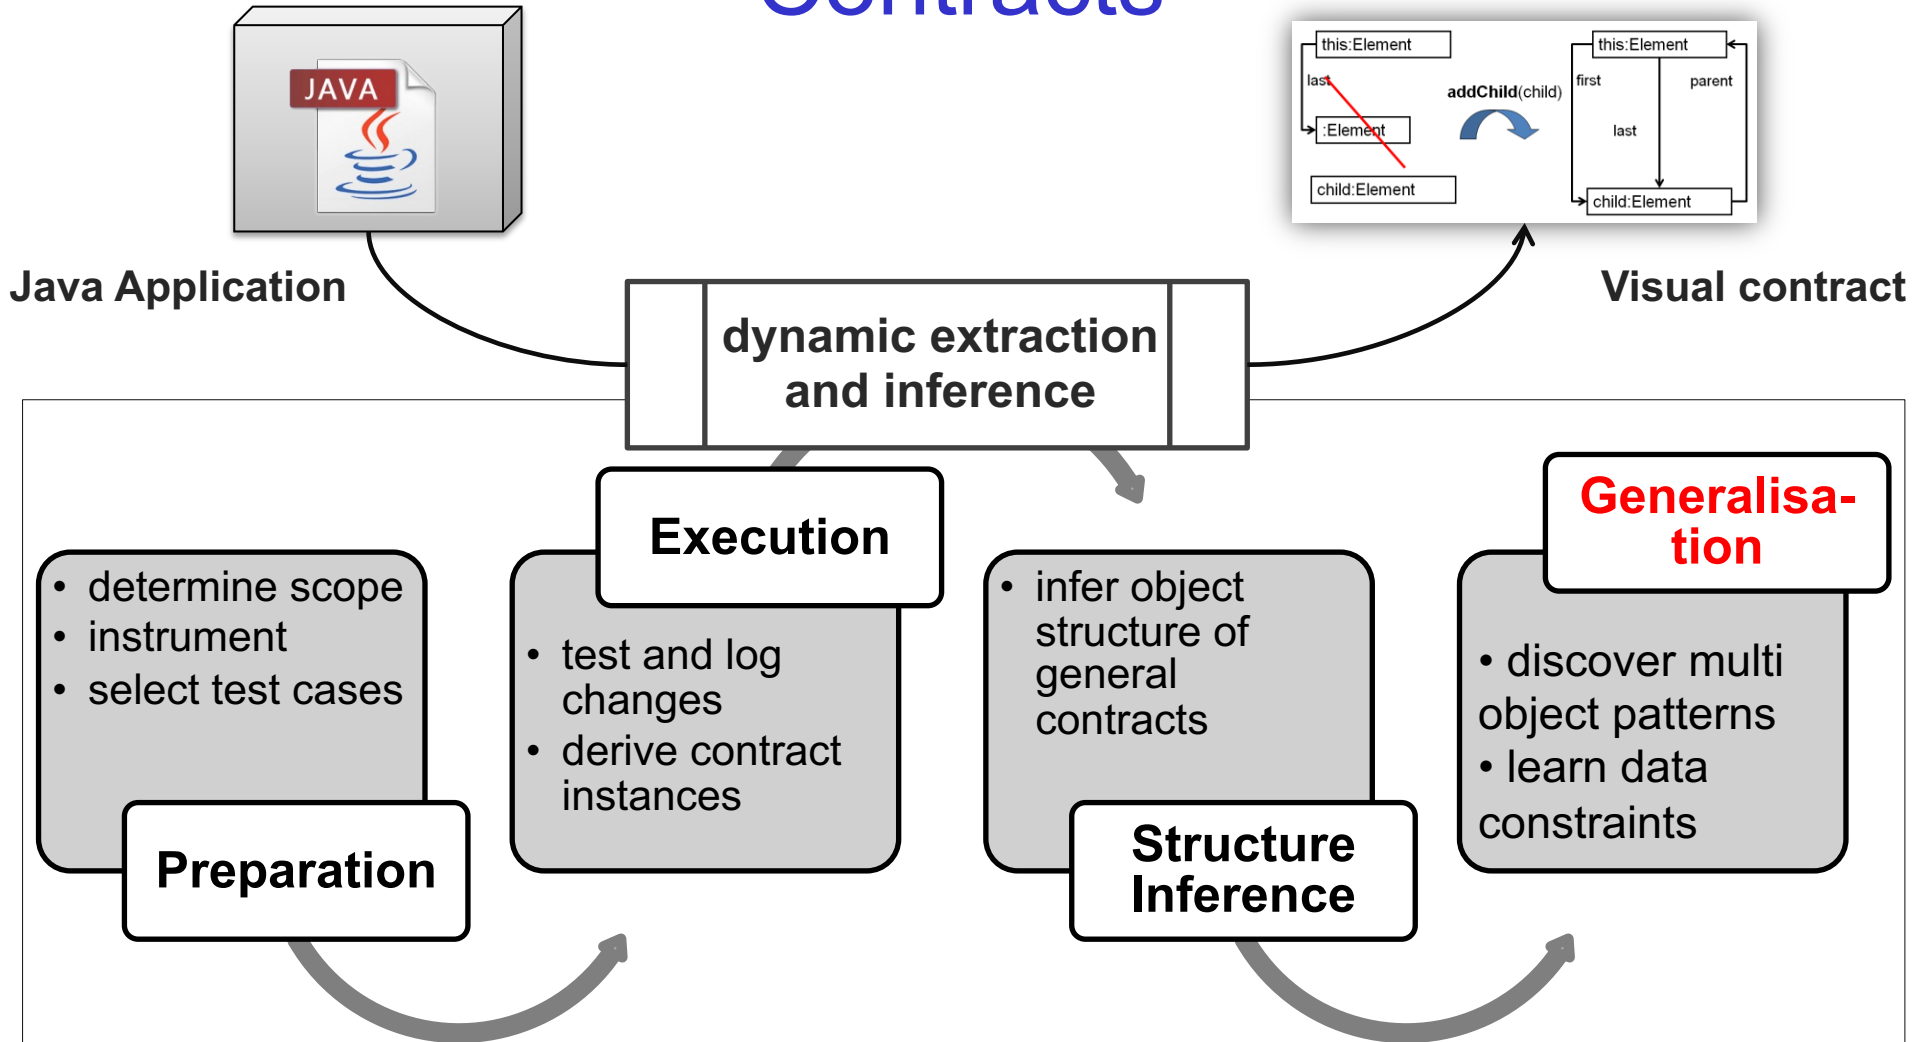 Contracts
JAVA
this:Element
last
:Element
child:Element
addChild(child)
this:Element
first
parent
last
child:Element
Java Application
Visual contract
dynamic extraction
and inference
• determine scope
• instrument
• select test cases
Preparation
Execution
• test and log
changes
• derive contract
instances
• infer object
structure of
general
contracts
Structure
Inference
Generalisa-
tion
• discover multi
object patterns
• learn data
constraints